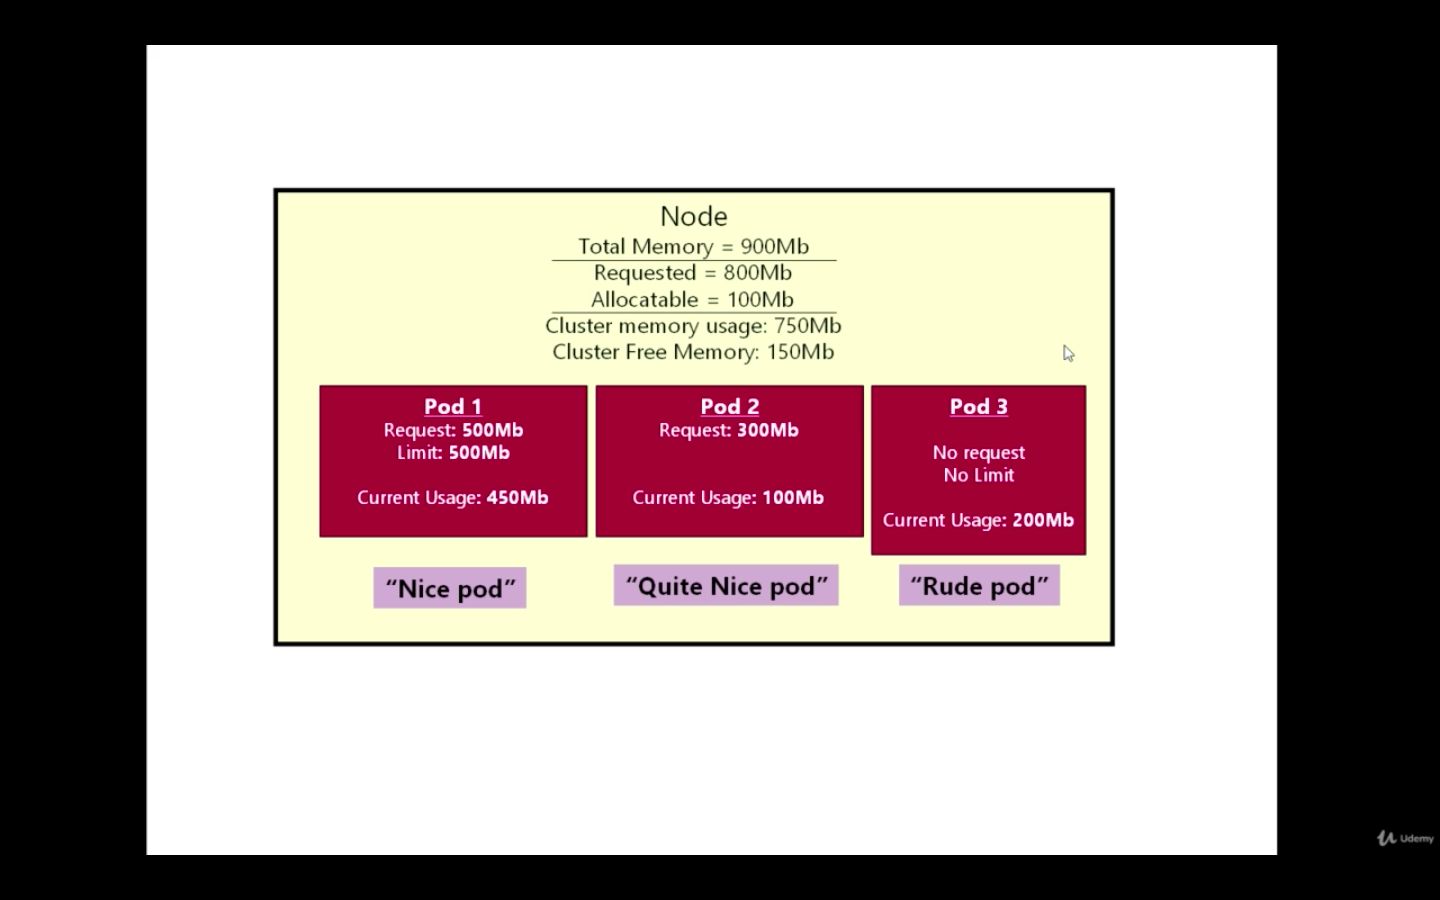 Node
Total Memory = 900Mb
Requested = 800Mb
Allocatable = 100Mb
Cluster memory usage: 750Mb
Cluster Free Memory: 150Mb
Pod 1
Request: 500Mb
Limit: 500Mb
Current Usage: 450Mb
"Nice pod"
Pod 2
Request: 300Mb
Current Usage: 100Mb
"Quite Nice pod"
Pod 3
No request
No Limit
Current Usage: 200Mb
"Rude pod"
Udemy